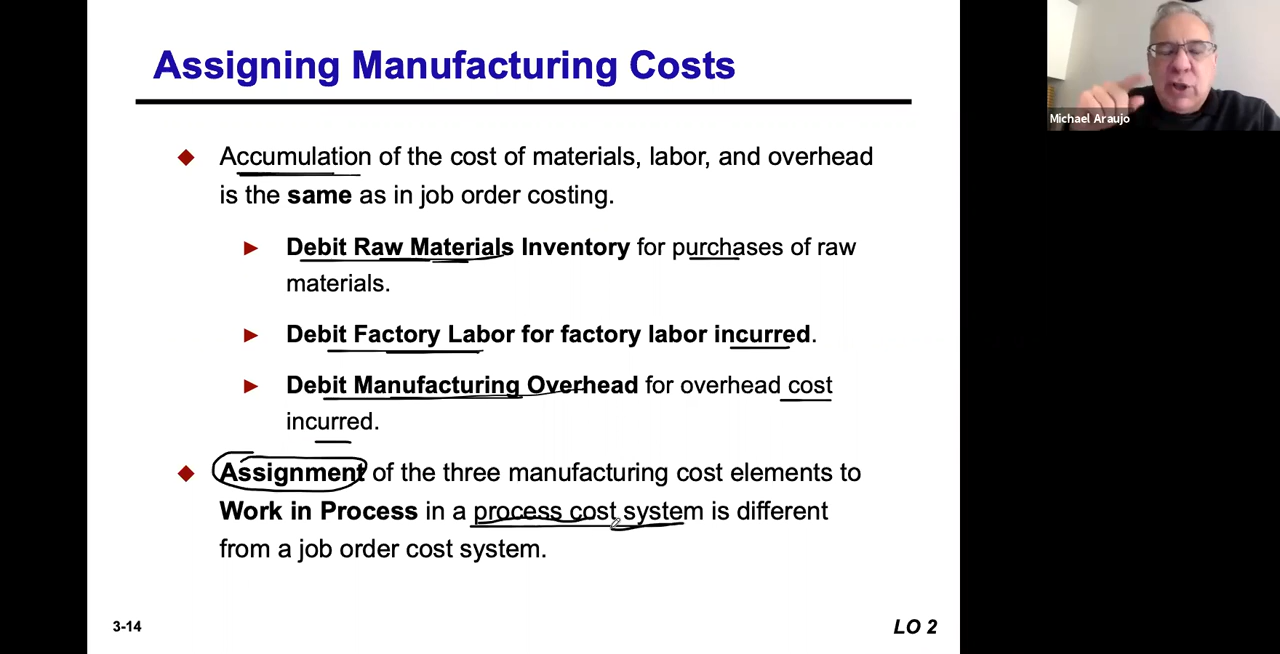 Assigning Manufacturing Costs
Michael Araujo
◆ Accumulation of the cost of materials, labor, and overhead
is the same as in job order costing.
► Debit Raw Materials Inventory for purchases of raw
materials.
► Debit Factory Labor for factory labor incurred.
► Debit Manufacturing Overhead for overhead cost
incurred.
◆ Assignment of the three manufacturing cost elements to
Work in Process in a process cost system is different
from a job order cost system.
3-14
LO 2